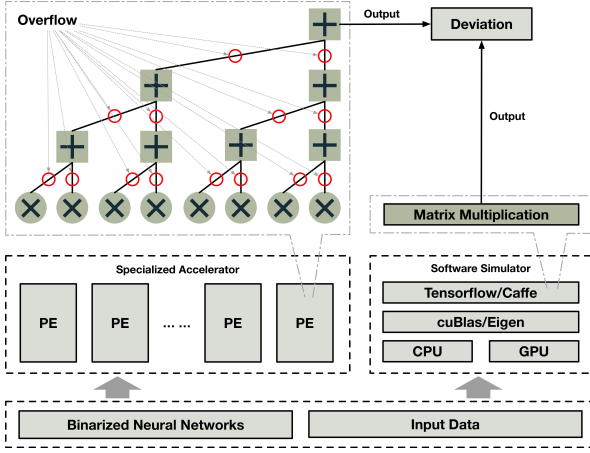 Overflow
Output
Deviation
Output
Matrix Multiplication
Specialized Accelerator
PE
PE
... ...
PE
PE
Software Simulator
Tensorflow/Caffe
cuBlas/Eigen
CPU
GPU
Binarized Neural Networks
Input Data